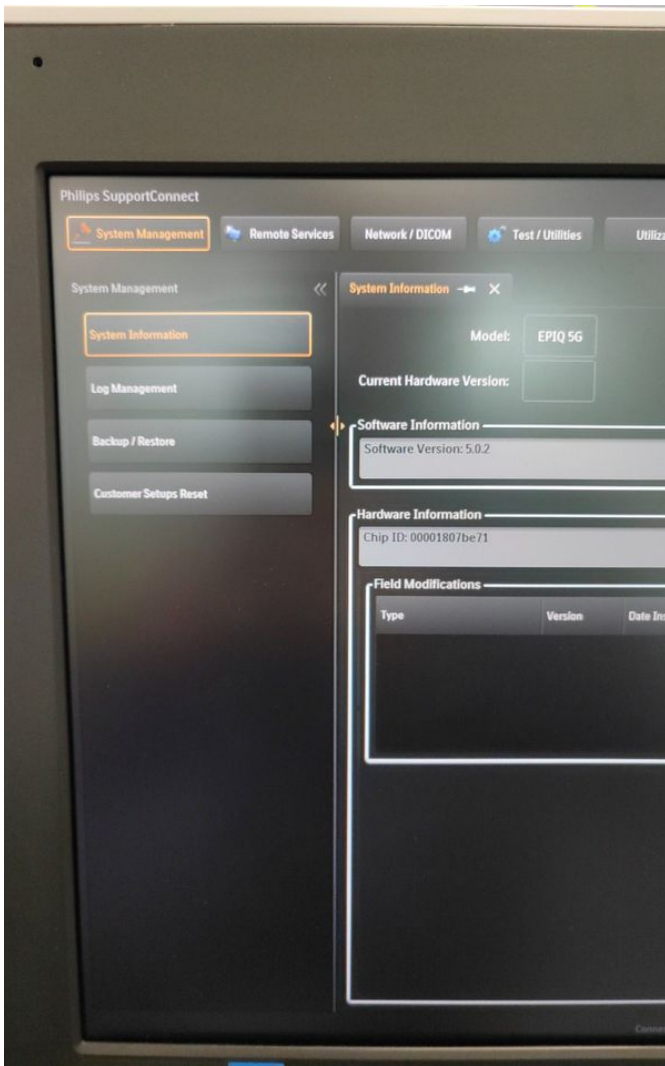 Philips SupportConnect
System Management
Remote Services
Network / DICOM
Test / Utilities
System Management
System Information
Model: EPIQ 5G
System Information
Current Hardware Version:
Log Management
Software Information
Backup / Restore
Software Version: 5.0.2
Customer Setups Reset
Hardware Information
Chip ID: 00001807be71
Field Modifications
Type Version Date